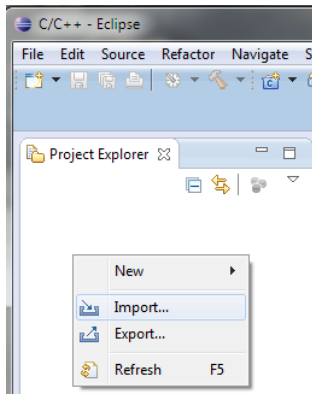 C/C++ - Eclipse
File Edit Source Refactor Navigate S
Project Explorer
New
Import...
Export...
Refresh F5